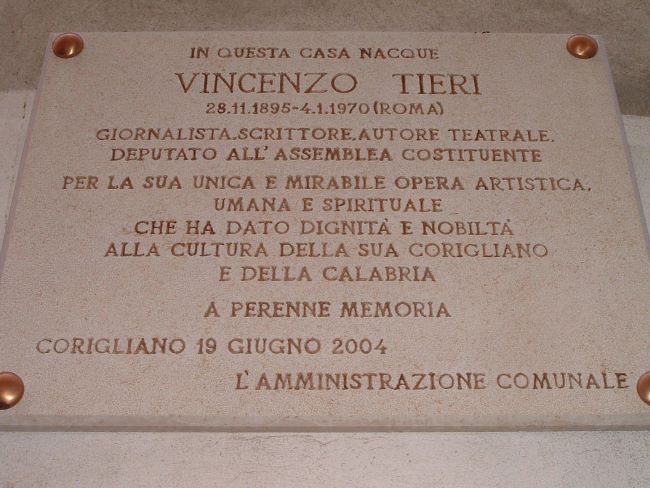 IN QUESTA CASA NACQUE
VINCENZO TIERI
28.11.1895-4.1.1970 (ROMA)
GIORNALISTA.SCRITTORE.AUTORE TEATRALE.
DEPUTATO ALL'ASSEMBLEA COSTITUENTE
PER LA SUA UNICA E MIRABILE OPERA ARTISTICA.
UMANA E SPIRITUALE
CHE HA DATO DIGNITÀ E NOBILTÀ
ALLA CULTURA DELLA SUA CORIGLIANO
E DELLA CALABRIA
A PERENNE MEMORIA
CORIGLIANO 19 GIUGNO 2004
L'AMMINISTRAZIONE COMUNALE